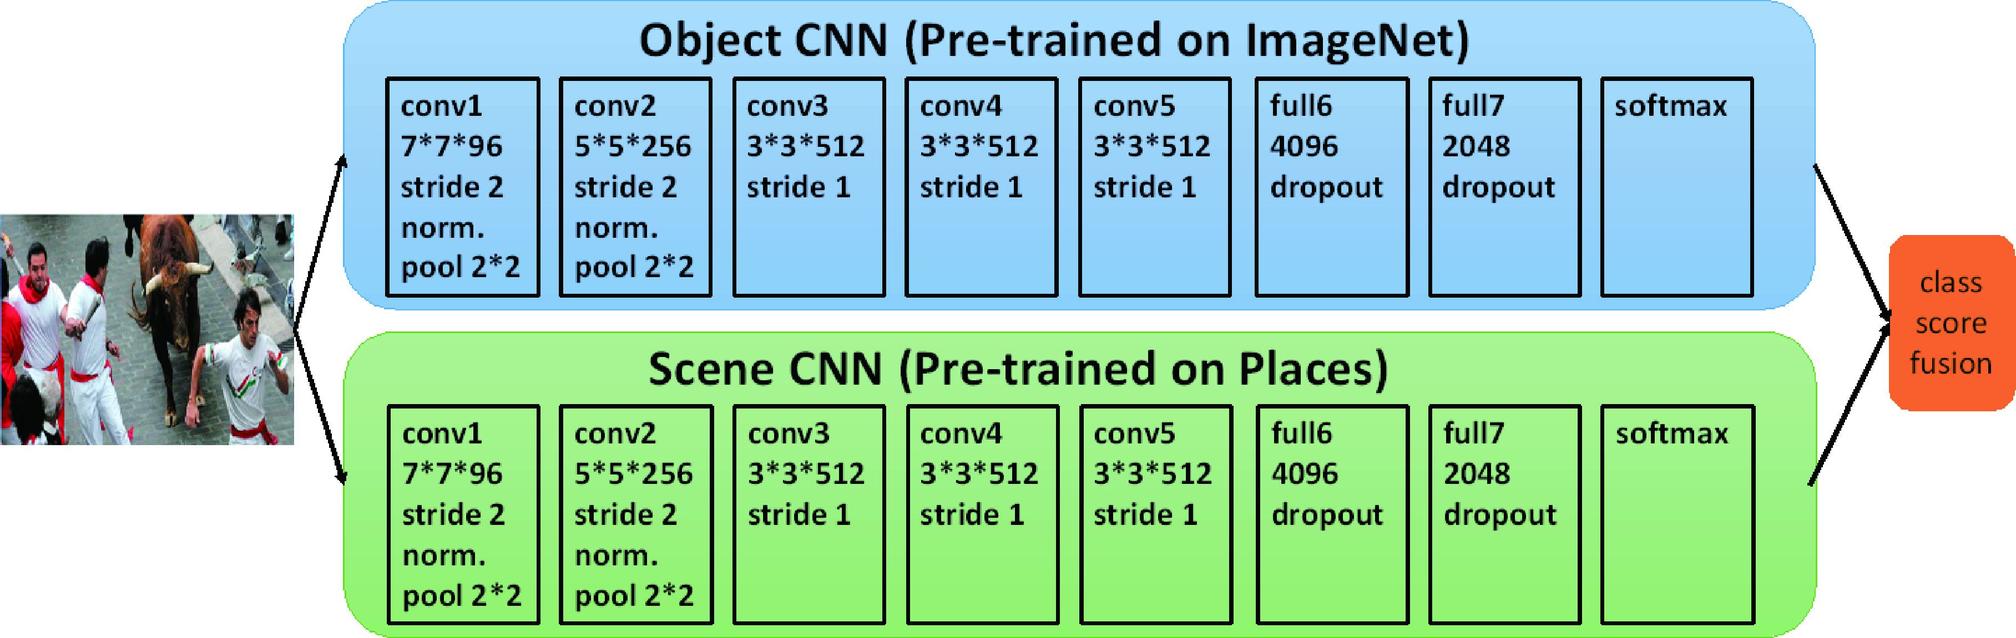 Object CNN (Pre-trained on ImageNet)
conv1
7*7*96
stride 2
norm.
pool 2*2
conv2
5*5*256
stride 2
norm.
pool 2*2
conv3
3*3*512
stride 1
conv4
3*3*512
stride 1
conv5
3*3*512
stride 1
full6
4096
dropout
full7
2048
dropout
softmax
Scene CNN (Pre-trained on Places)
conv1
7*7*96
stride 2
norm.
pool 2*2
conv2
5*5*256
stride 2
norm.
pool 2*2
conv3
3*3*512
stride 1
conv4
3*3*512
stride 1
conv5
3*3*512
stride 1
full6
4096
dropout
full7
2048
dropout
softmax
class
score
fusion